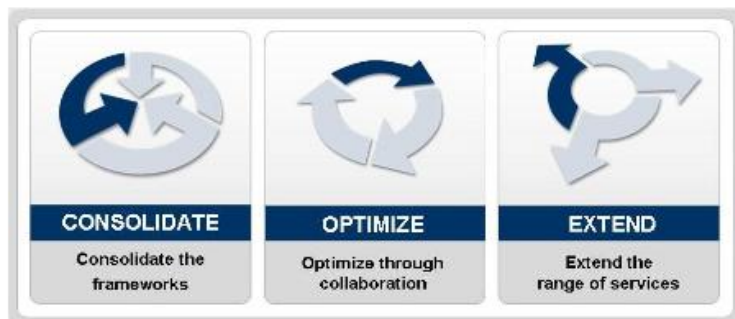 CONSOLIDATE
Consolidate the
frameworks
OPTIMIZE
Optimize through
collaboration
EXTEND
Extend the
range of services